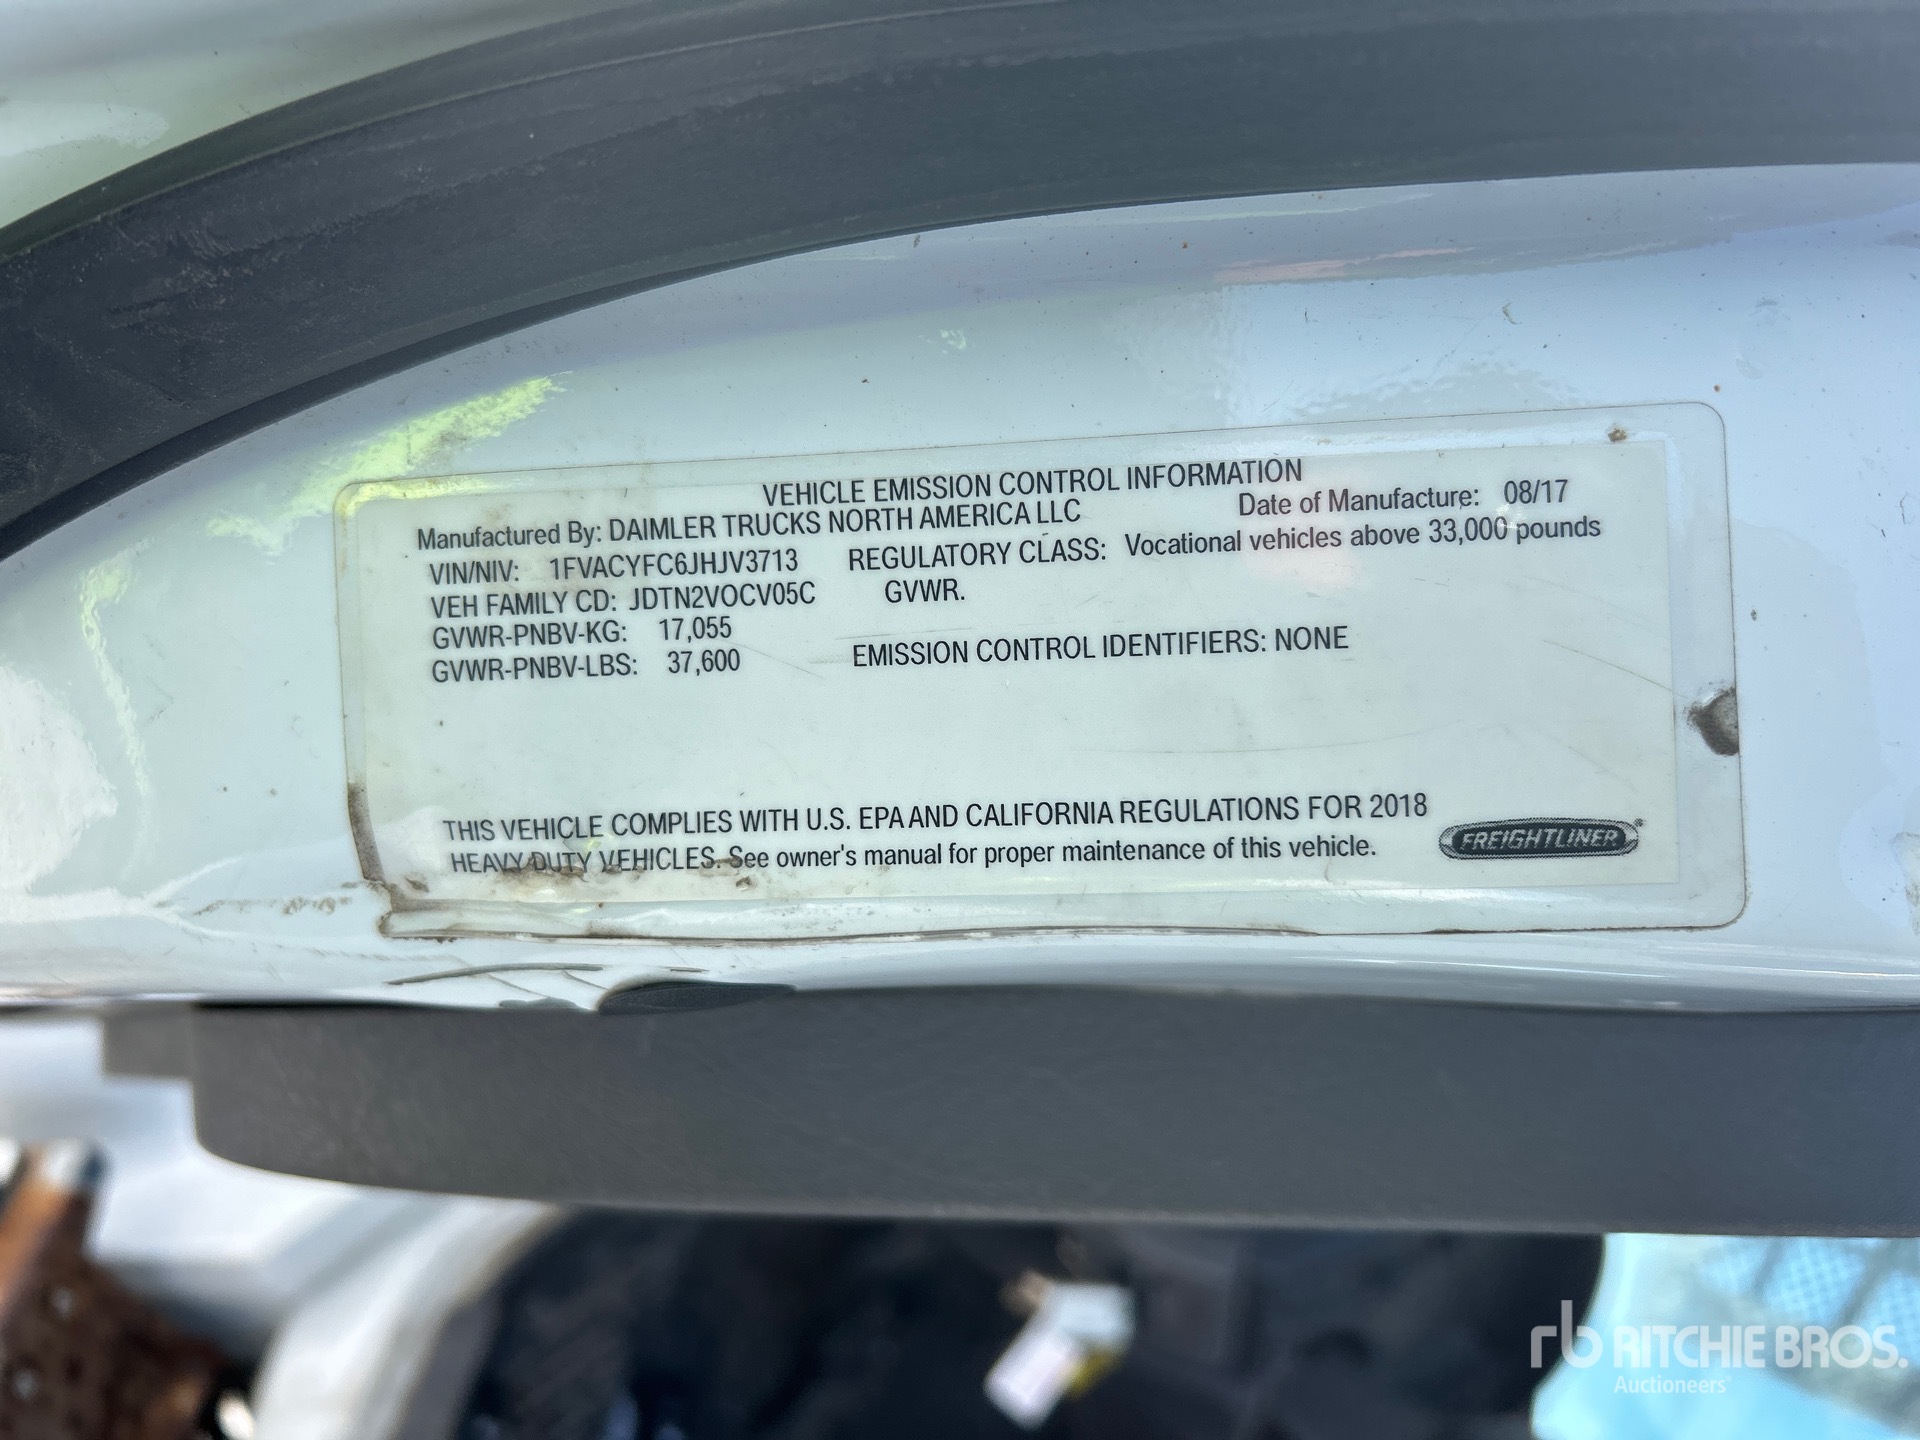 VEHICLE EMISSION CONTROL INFORMATION
Manufactured By: DAIMLER TRUCKS NORTH AMERICA LLC Date of Manufacture: 08/17
VIN/NIV: 1FVACYFC6JHJV3713 REGULATORY CLASS: Vocational vehicles above 33,000 pounds
VEH FAMILY CD: JDTN2VOCV05C GVWR.
GVWR-PNBV-KG: 17,055
GVWR-PNBV-LBS: 37,600 EMISSION CONTROL IDENTIFIERS: NONE
THIS VEHICLE COMPLIES WITH U.S. EPA AND CALIFORNIA REGULATIONS FOR 2018
HEAVY DUTY VEHICLES. See owner's manual for proper maintenance of this vehicle.
FREIGHTLINER
rb RITCHIE BROS.
Auctioneers